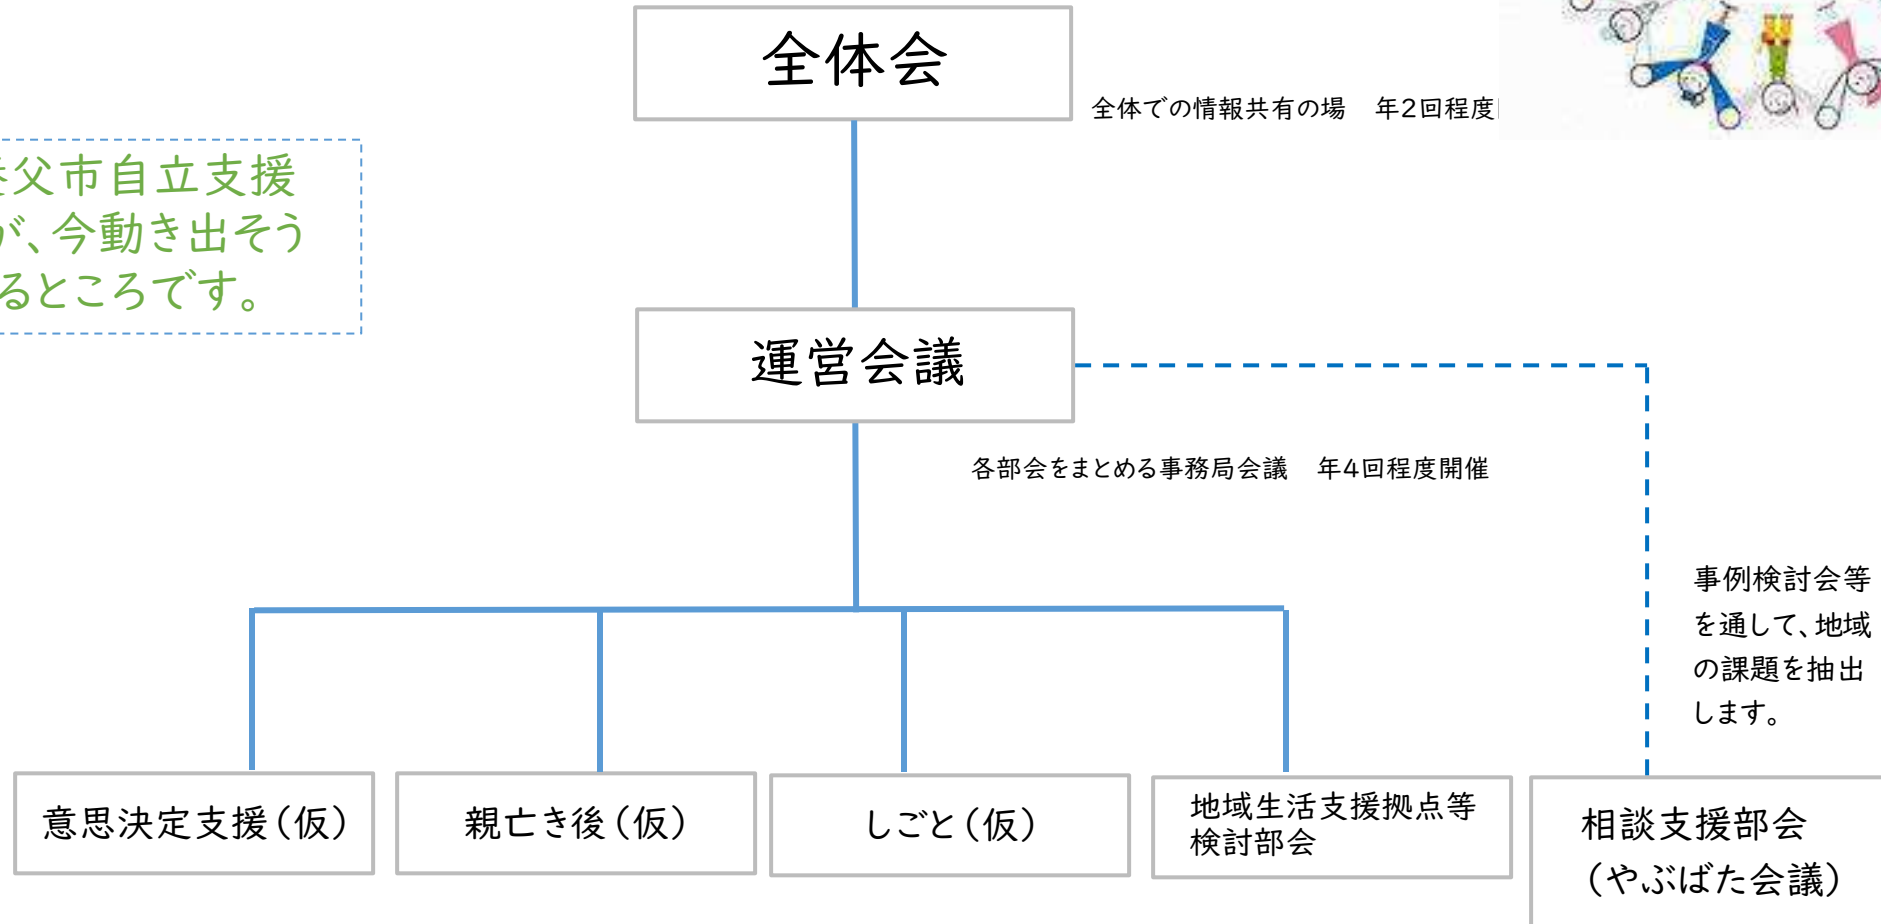 全体会
全体での情報共有の場　年2回程度
父市自立支援
が、今動き出そう
るところです。
運営会議
各部会をまとめる事務局会議　年4回程度開催
事例検討会等
を通して、地域
の課題を抽出
します。
意思決定支援(仮)
親亡き後(仮)
しごと(仮)
地域生活支援拠点等
検討部会
相談支援部会
(やぶばた会議)